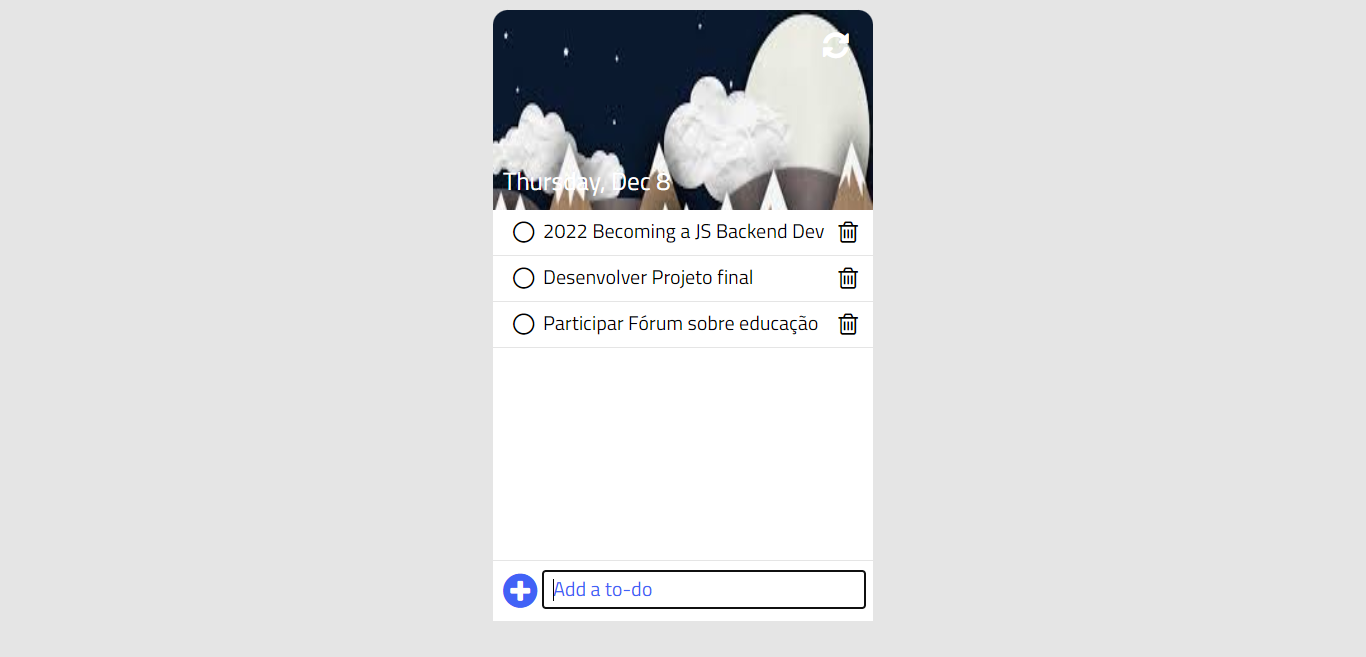 Thursday, Dec 8
2022 Becoming a JS Backend Dev
Desenvolver Projeto final
Participar Fórum sobre educação
Add a to-do